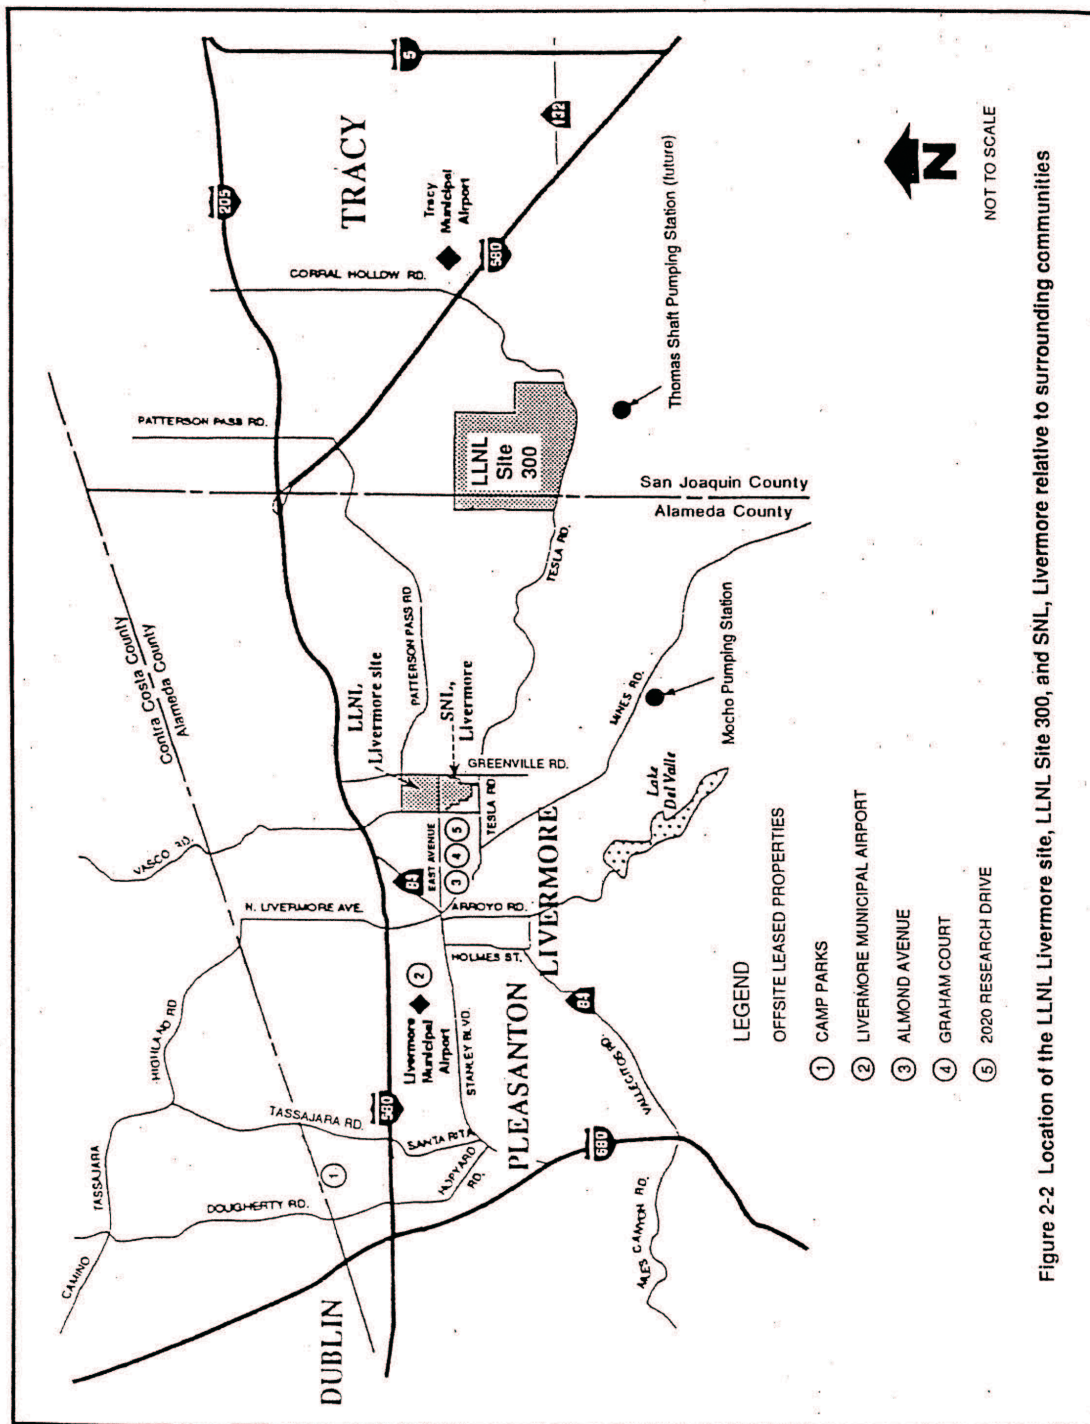 5
205
132
TRACY
Tracy
Municipal
Airport
580
CORRAL HOLLOW RD.
Thomas Shaft Pumping Station (future)
N
NOT TO SCALE
PATTERSON PASS RD.
LLNL
Site
300
San Joaquin County
Alameda County
TESLA RD.
Contra Costa County
Alameda County
PATTERSON PASS RD
LLNL
Livermore site
SNL,
Livermore
GREENVILLE RD.
MINES RD.
Mocho Pumping Station
VASCO RD.
84
EAST AVENUE
3 4 5
TESLA RD
Lake
Del Valle
N. LIVERMORE AVE.
ARROYO RD.
LIVERMORE
HOLMES ST.
HIGHLAND RD
Livermore
Municipal
Airport
2
STANLEY BLVD.
PLEASANTON
84
VALLECITOS RD.
580
TASSAJARA RD.
SANTA RITA
HOPYARD
RD.
680
CAMINO
TASSAJARA
1
DOUGHERTY RD.
DUBLIN
CANYON RD.
LEGEND
OFFSITE LEASED PROPERTIES
1 CAMP PARKS
2 LIVERMORE MUNICIPAL AIRPORT
3 ALMOND AVENUE
4 GRAHAM COURT
5 2020 RESEARCH DRIVE
Figure 2-2 Location of the LLNL Livermore site, LLNL Site 300, and SNL, Livermore relative to surrounding communities